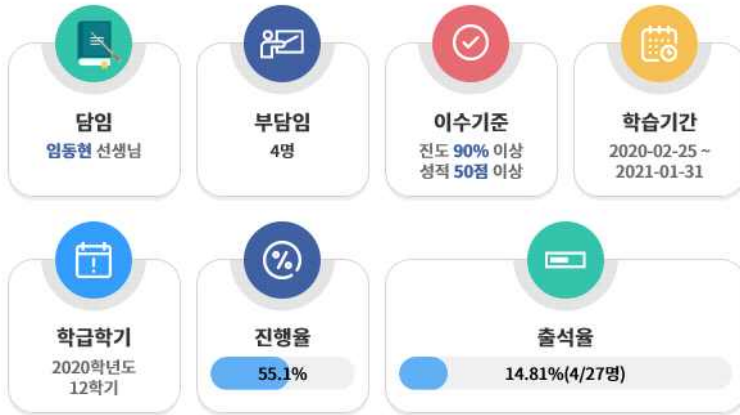 담임
임동현 선생님
부담임
4명
이수기준
진도 90% 이상
성적 50점 이상
학습기간
2020-02-25 ~
2021-01-31
학급학기
2020학년도
12학기
진행율
55.1%
출석율
14.81%(4/27명)